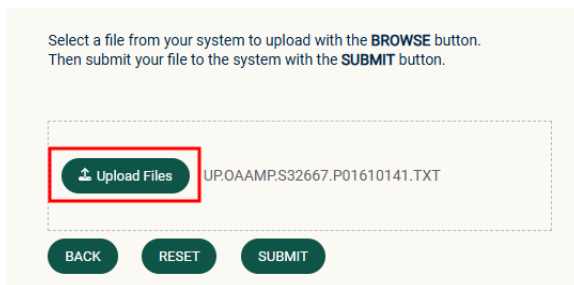 Select a file from your system to upload with the BROWSE button.
Then submit your file to the system with the SUBMIT button.
Upload Files UP.OAAMP.S32667.P01610141.TXT
BACK RESET SUBMIT